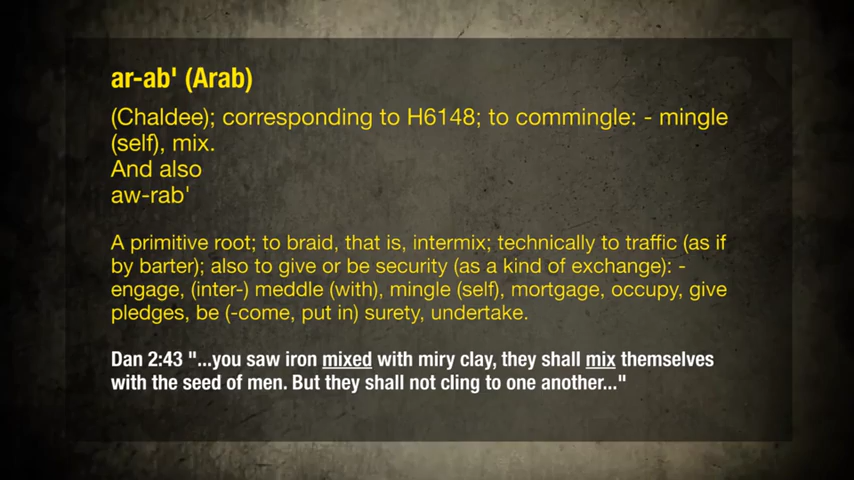 ar-ab' (Arab)
(Chaldee); corresponding to H6148; to commingle: - mingle
(self), mix.
And also
aw-rab'
A primitive root; to braid, that is, intermix; technically to traffic (as if
by barter); also to give or be security (as a kind of exchange): -
engage, (inter-) meddle (with), mingle (self), mortgage, occupy, give
pledges, be (-come, put in) surety, undertake.
Dan 2:43 "...you saw iron mixed with miry clay, they shall mix themselves
with the seed of men. But they shall not cling to one another..."